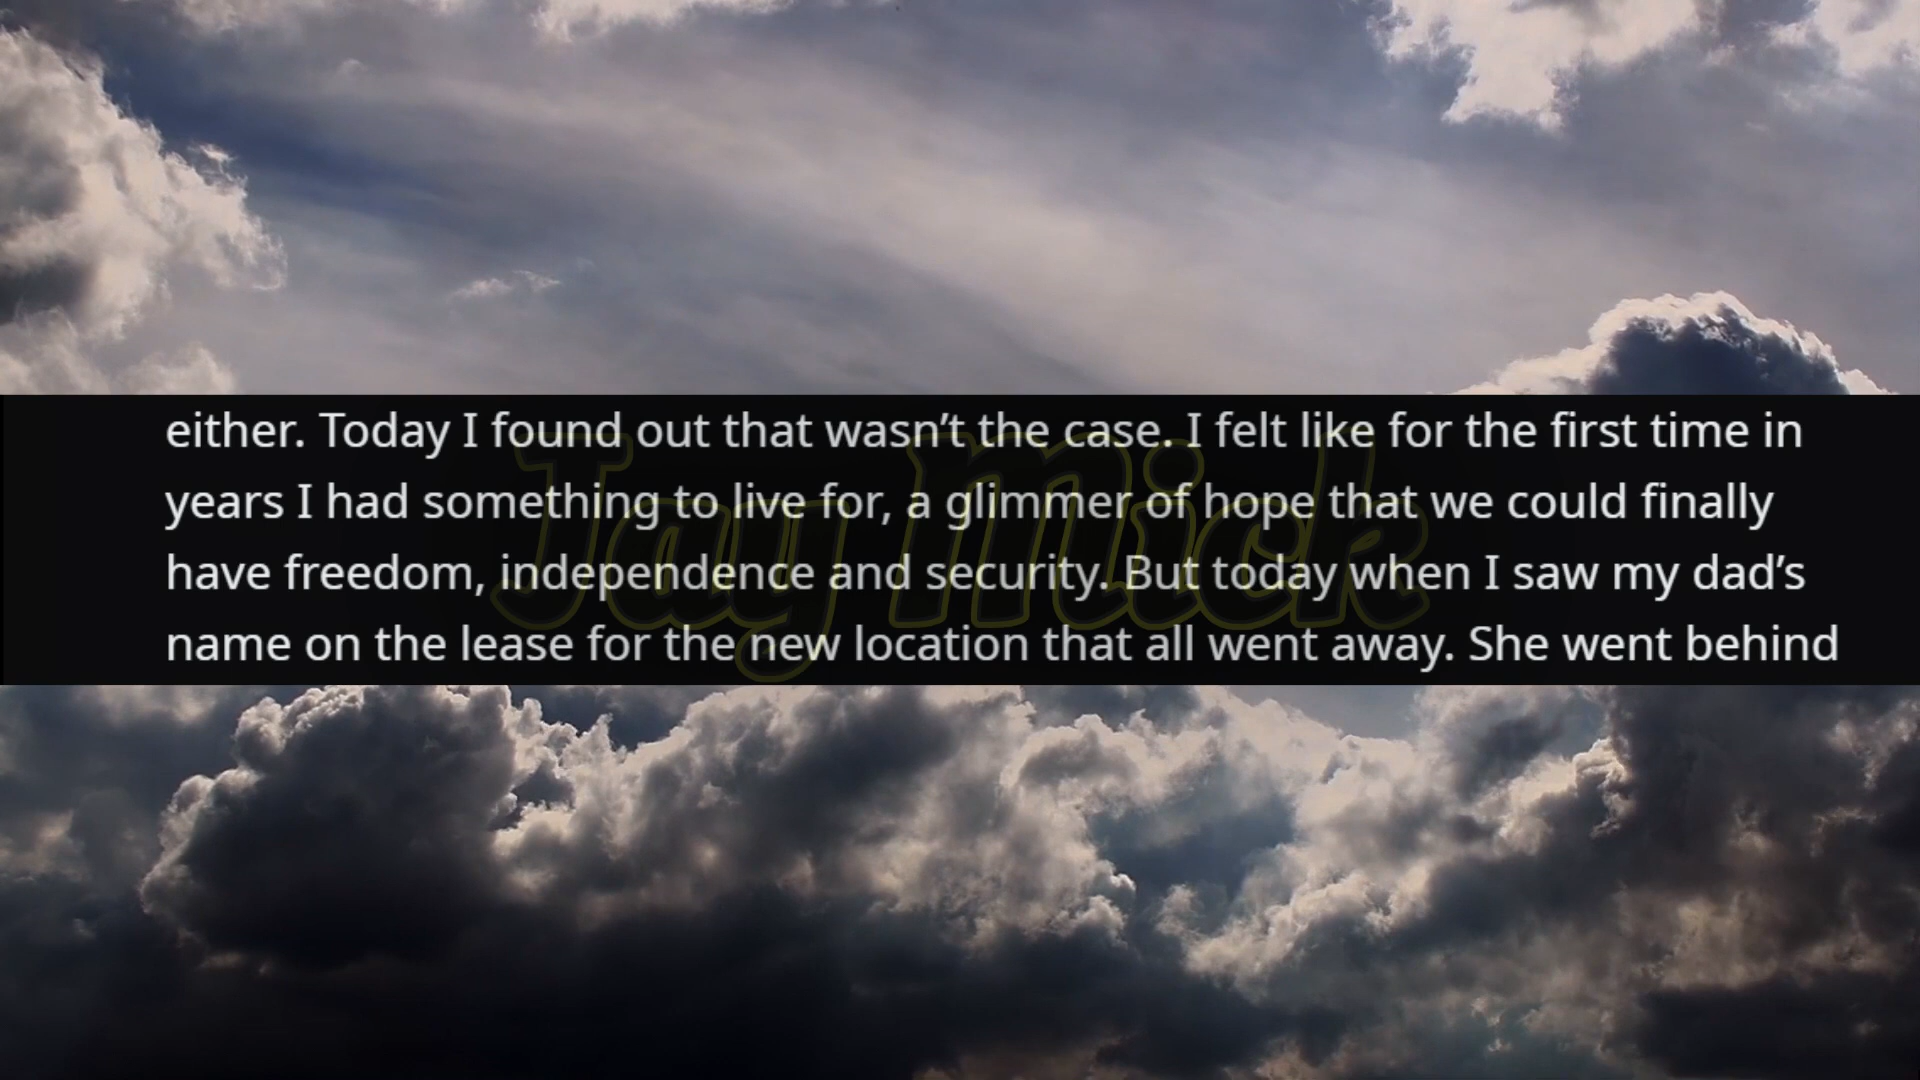 either. Today I found out that wasn’t the case. I felt like for the first time in
years I had something to live for, a glimmer of hope that we could finally
have freedom, independence and security. But today when I saw my dad’s
name on the lease for the new location that all went away. She went behind
Jay Mick